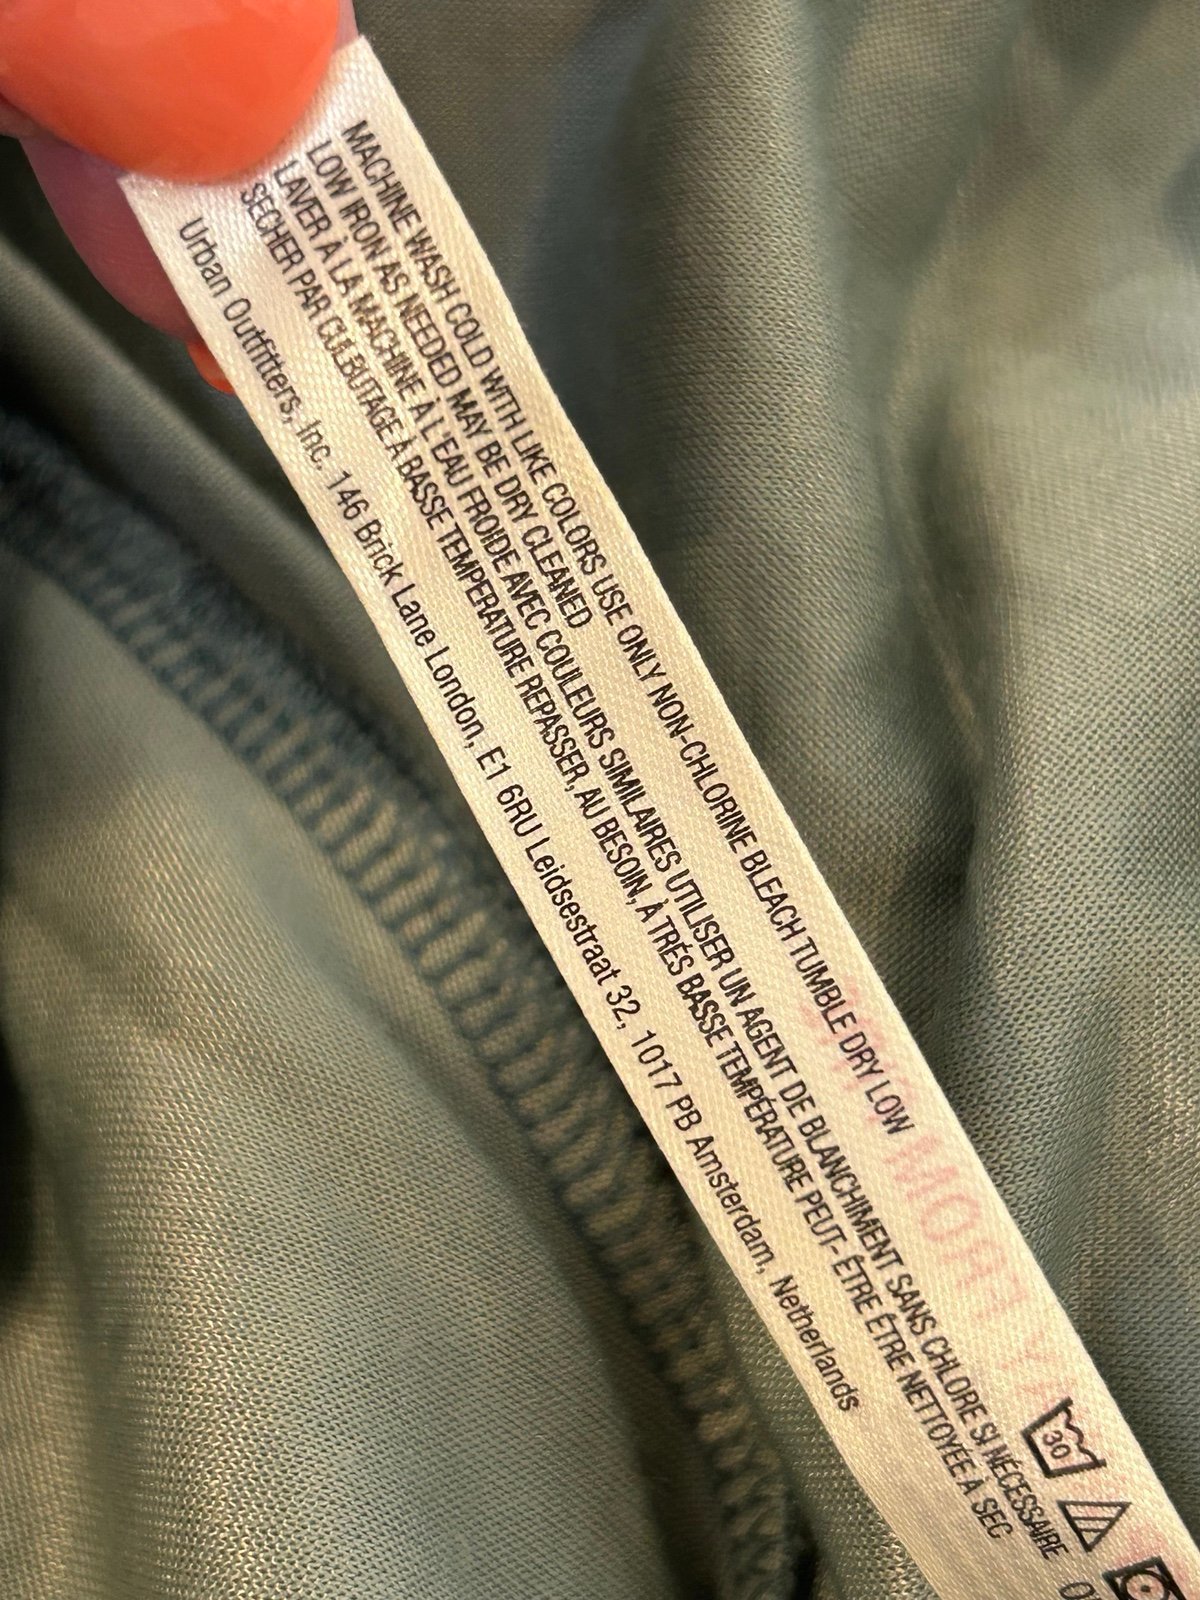 MACHINE WASH COLD WITH LIKE COLORS USE ONLY NON-CHLORINE BLEACH TUMBLE DRY LOW
LOW IRON AS NEEDED MAY BE DRY CLEANED
LAVER À LA MACHINE À L'EAU FROIDE AVEC COULEURS SIMILAIRES UTILISER UN AGENT DE BLANCHIMENT SANS CHLORE SI NÉCESSAIRE
SECHER PAR CULBUTAGE A BASSE TEMPERATURE REPASSER, AU BESOIN, À TRÉS BASSE TEMPÉRATURE PEUT- ÊTRE ÊTRE NETTOYÉE A SEC
Urban Outfitters, Inc. 146 Brick Lane London, E1 6RU Leidsestraat 32, 1017 PB Amsterdam, Netherlands
30